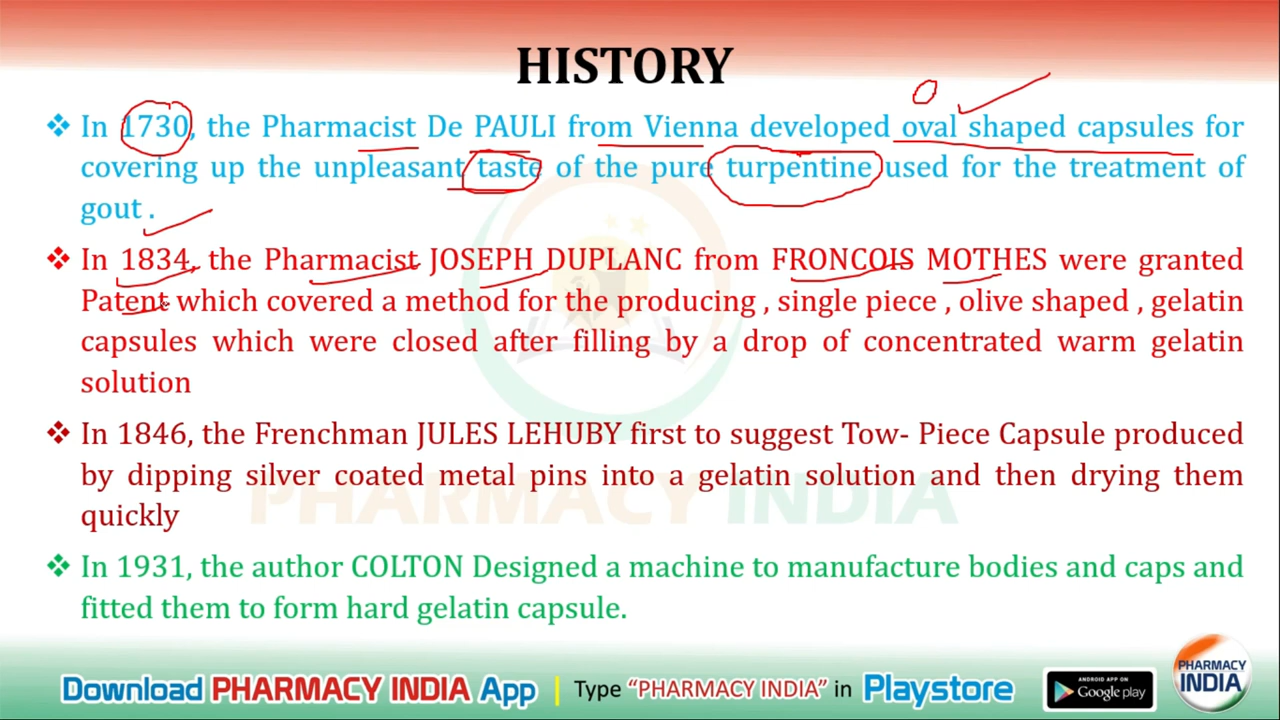 HISTORY
❖ In 1730, the Pharmacist De PAULI from Vienna developed oval shaped capsules for
covering up the unpleasant taste of the pure turpentine used for the treatment of
gout .
❖ In 1834, the Pharmacist JOSEPH DUPLANC from FRONCOIS MOTHES were granted
Patent which covered a method for the producing , single piece , olive shaped , gelatin
capsules which were closed after filling by a drop of concentrated warm gelatin
solution
❖ In 1846, the Frenchman JULES LEHUBY first to suggest Tow- Piece Capsule produced
by dipping silver coated metal pins into a gelatin solution and then drying them
quickly
❖ In 1931, the author COLTON Designed a machine to manufacture bodies and caps and
fitted them to form hard gelatin capsule.
PHARMACY INDIA
Download PHARMACY INDIA App | Type “PHARMACY INDIA” in Playstore
ANDROID APP ON
Google play
PHARMACY
INDIA